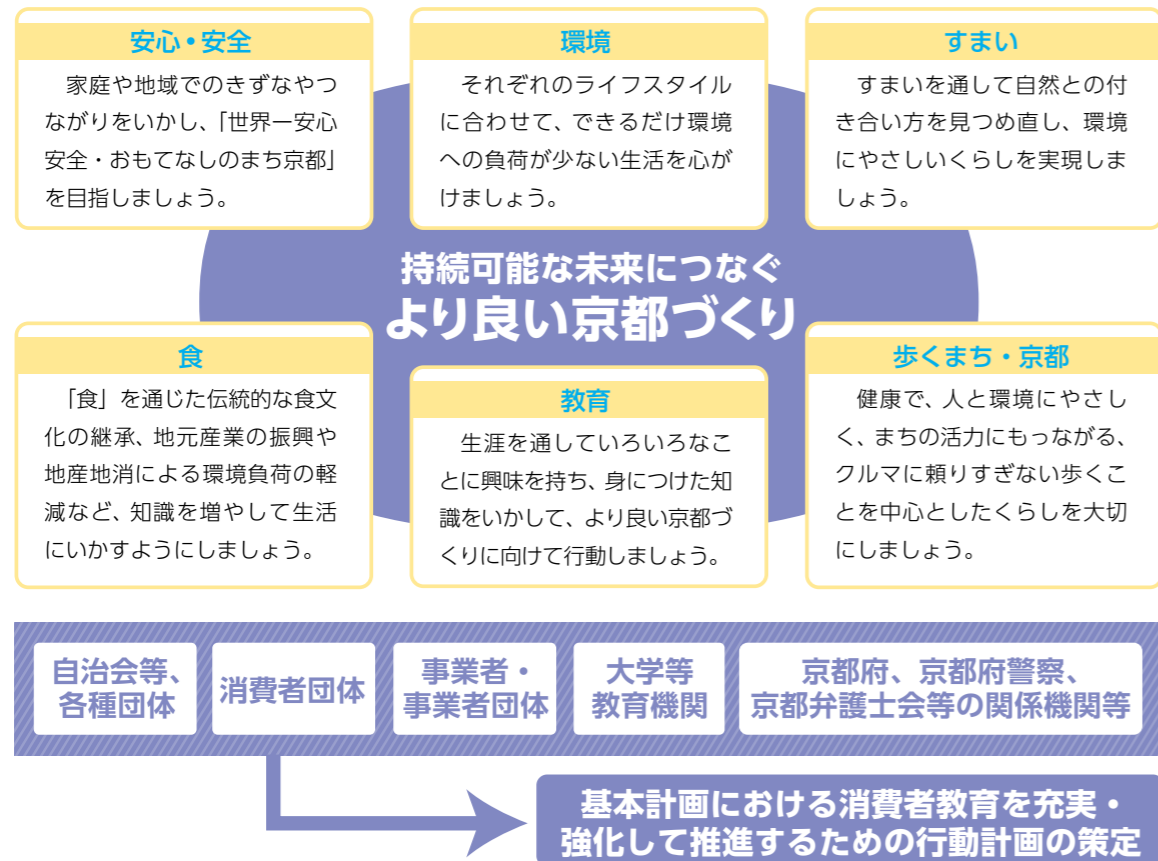 安心・安全
家庭や地域でのきずなやつ
ながりをいかし、「世界一安心
安全・おもてなしのまち京都」
を目指しましょう。
環境
それぞれのライフスタイル
に合わせて、できるだけ環境
への負荷が少ない生活を心が
けましょう。
すまい
すまいを通して自然との付
き合い方を見つめ直し、環境
にやさしいくらしを実現しま
しょう。
持続可能な未来につなぐ
より良い京都づくり
食
「食」を通じた伝統的な食文
化の継承、地元産業の振興や
地産地消による環境負荷の軽
減など、知識を増やして生活
にいかすようにしましょう。
教育
生涯を通していろいろなこ
とに興味を持ち、身につけた知
識をいかして、より良い京都づ
くりに向けて行動しましょう。
歩くまち・京都
健康で、人と環境にやさし
く、まちの活力にもっながる、
クルマに頼りすぎない歩くこ
とを中心としたくらしを大切
にしましょう。
自治会等、
各種団体
消費者団体
事業者・
事業者団体
大学等
教育機関
京都府、京都府警察、
京都弁護士会等の関係機関等
基本計画における消費者教育を充実・
強化して推進するための行動計画の策定